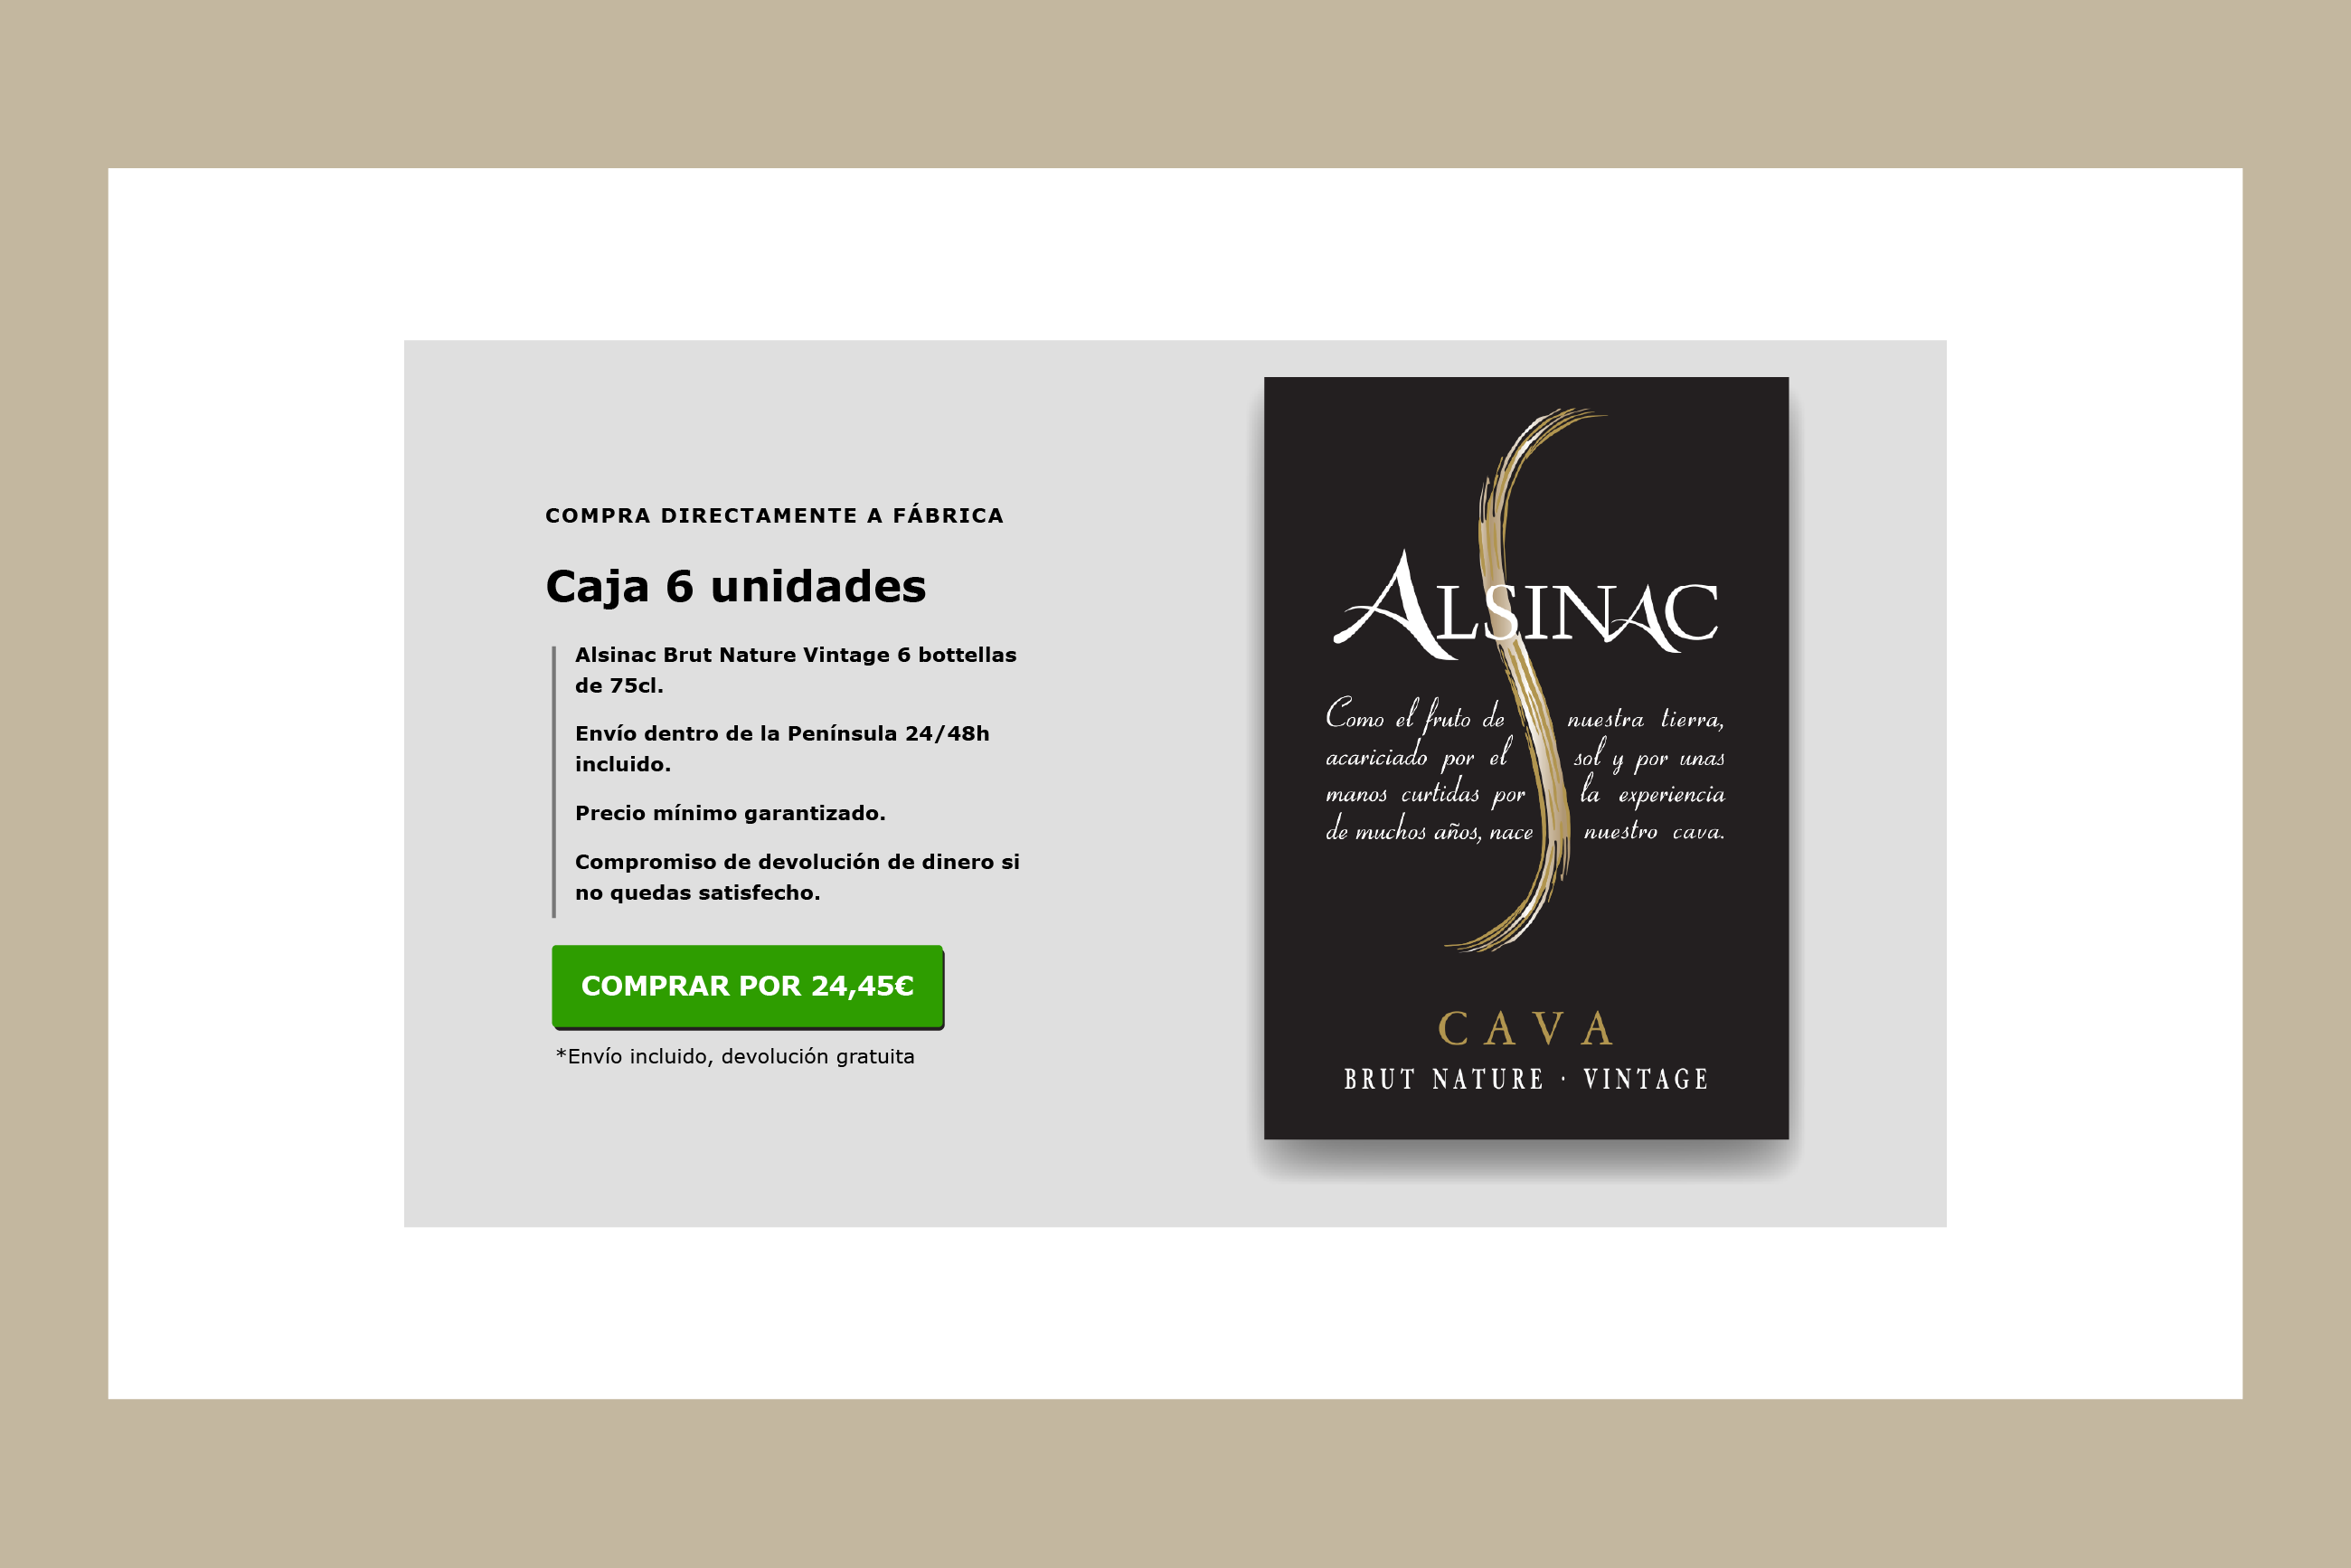 COMPRA DIRECTAMENTE A FÁBRICA
Caja 6 unidades
Alsinac Brut Nature Vintage 6 bottellas
de 75cl.
Envío dentro de la Península 24/48h
incluido.
Precio mínimo garantizado.
Compromiso de devolución de dinero si
no quedas satisfecho.
COMPRAR POR 24,45€
*Envío incluido, devolución gratuita
ALSINAC
Como el fruto de nuestra tierra,
acariciado por el sol y por unas
manos curtidas por la experiencia
de muchos años, nace nuestro cava.
CAVA
BRUT NATURE · VINTAGE